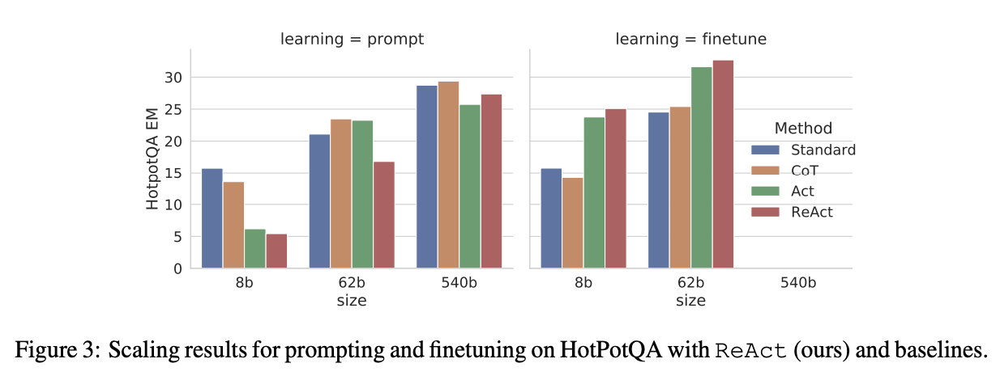 learning = prompt
learning = finetune
HotpotQA EM
30
25
20
15
10
5
0
8b
62b
540b
size
8b
62b
540b
size
Method
Standard
CoT
Act
ReAct
Figure 3: Scaling results for prompting and finetuning on HotPotQA with ReAct (ours) and baselines.